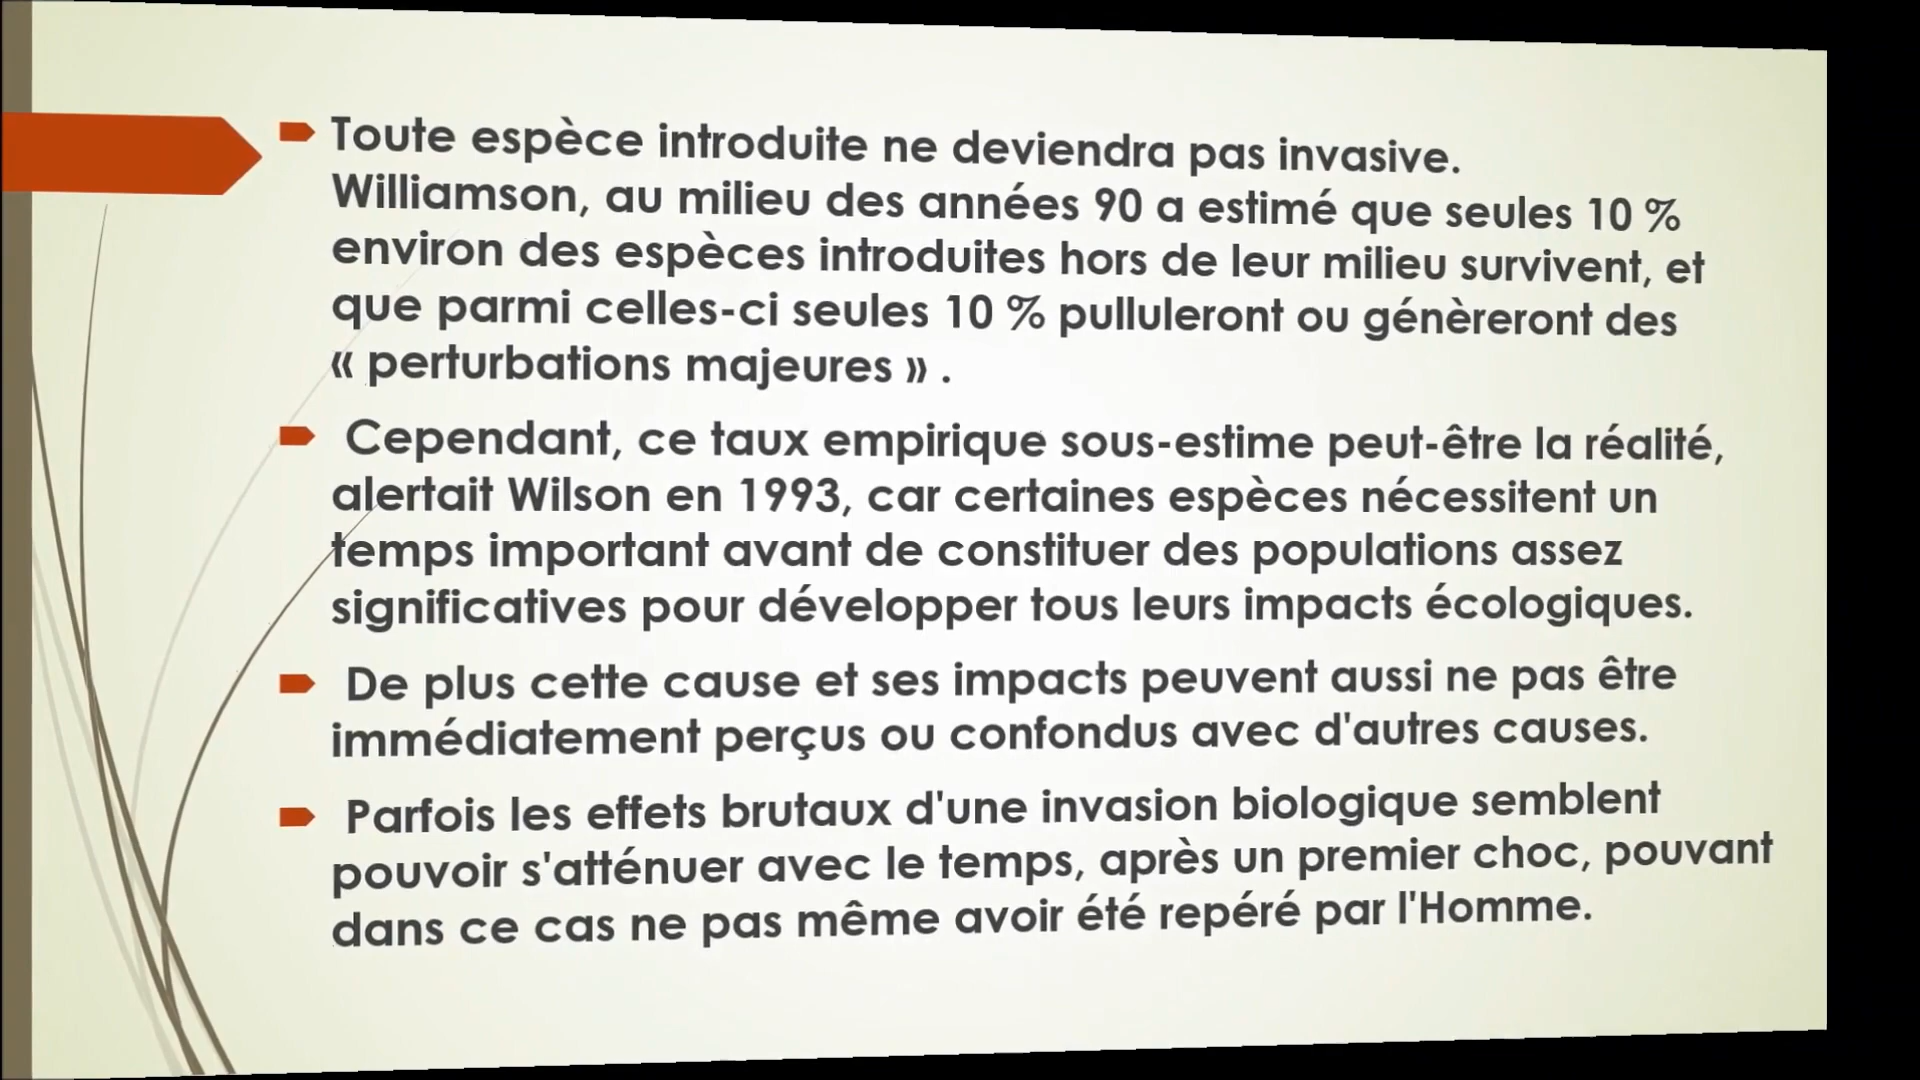 Toute espèce introduite ne deviendra pas invasive.
Williamson, au milieu des années 90 a estimé que seules 10 %
environ des espèces introduites hors de leur milieu survivent, et
que parmi celles-ci seules 10 % pulluleront ou génèreront des
« perturbations majeures » .
Cependant, ce taux empirique sous-estime peut-être la réalité,
alertait Wilson en 1993, car certaines espèces nécessitent un
temps important avant de constituer des populations assez
significatives pour développer tous leurs impacts écologiques.
De plus cette cause et ses impacts peuvent aussi ne pas être
immédiatement perçus ou confondus avec d'autres causes.
Parfois les effets brutaux d'une invasion biologique semblent
pouvoir s'atténuer avec le temps, après un premier choc, pouvant
dans ce cas ne pas même avoir été repéré par l'Homme.